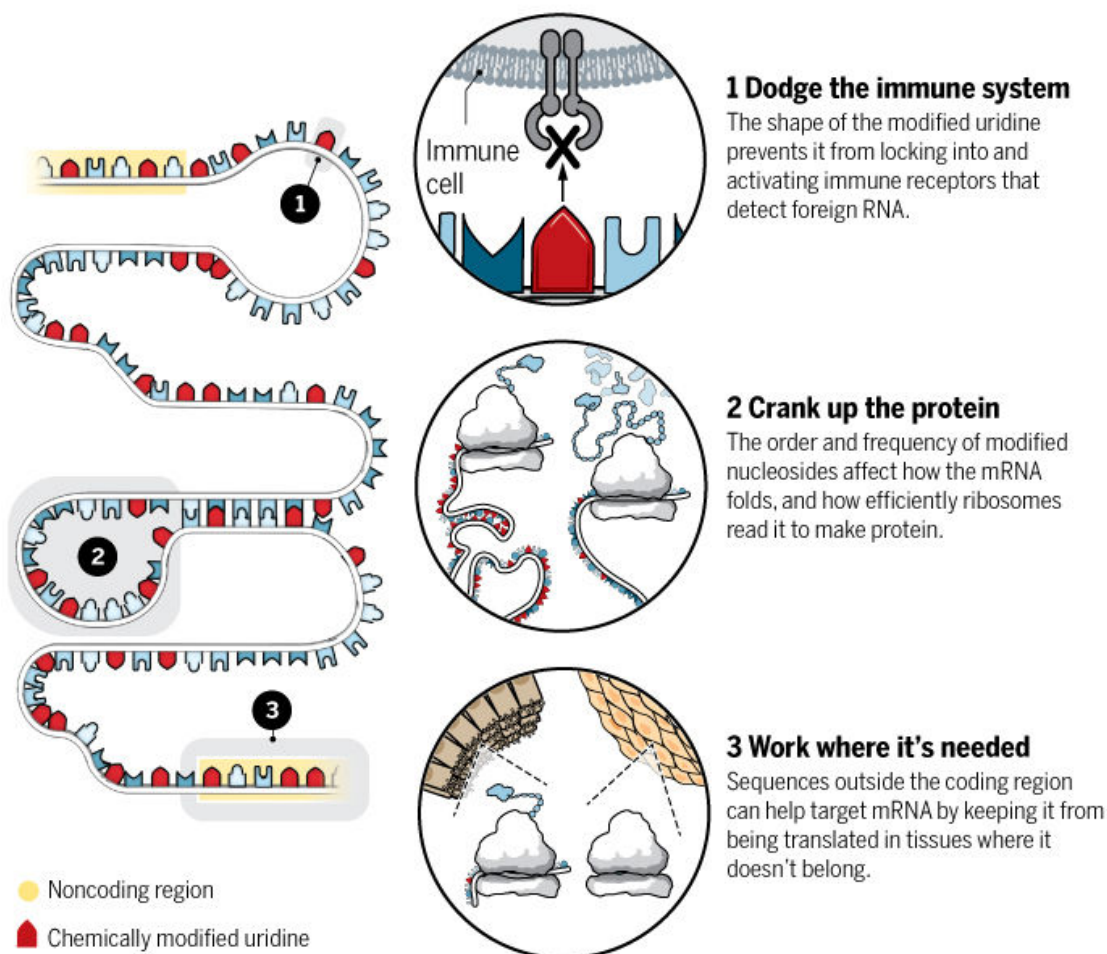 1 Dodge the immune system
The shape of the modified uridine
prevents it from locking into and
activating immune receptors that
detect foreign RNA.
Immune
cell
1
2 Crank up the protein
The order and frequency of modified
nucleosides affect how the mRNA
folds, and how efficiently ribosomes
read it to make protein.
2
3
3 Work where it's needed
Sequences outside the coding region
can help target mRNA by keeping it from
being translated in tissues where it
doesn't belong.
Noncoding region
Chemically modified uridine